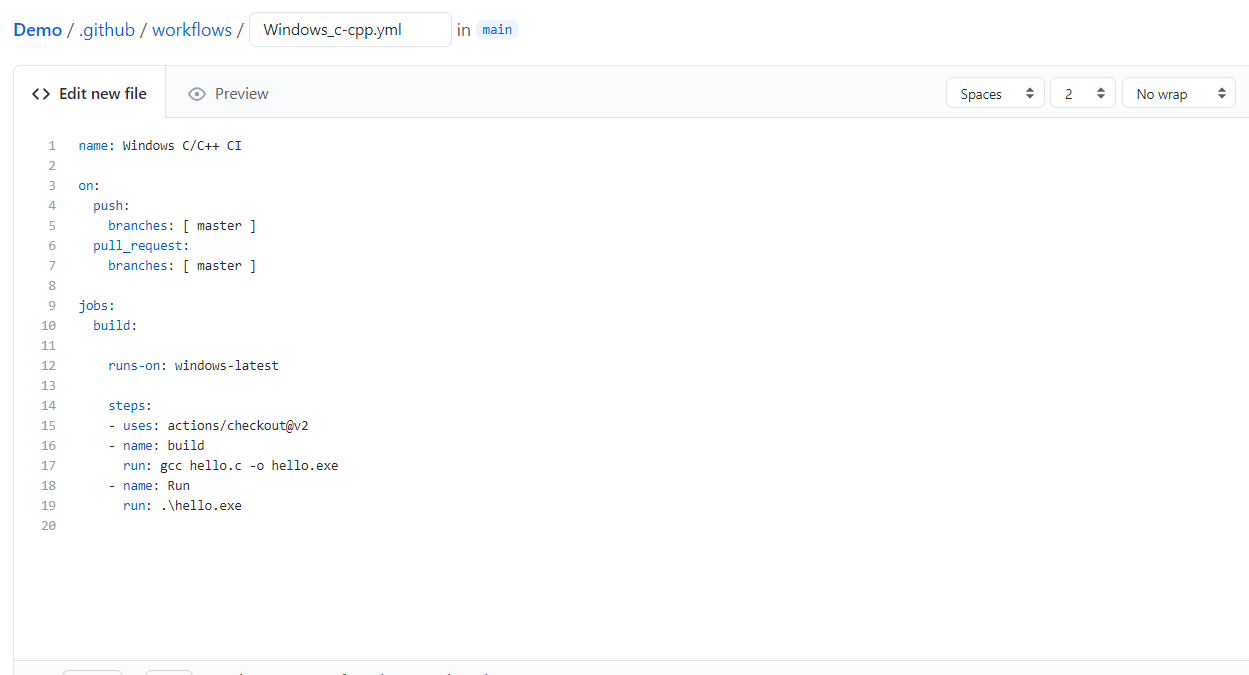 Demo / .github / workflows / Windows_c-cpp.yml in main
Edit new file Preview Spaces 2 No wrap
1 name: Windows C/C++ CI
2
3 on:
4 push:
5 branches: [ master ]
6 pull_request:
7 branches: [ master ]
8
9 jobs:
10 build:
11
12 runs-on: windows-latest
13
14 steps:
15 - uses: actions/checkout@v2
16 - name: build
17 run: gcc hello.c -o hello.exe
18 - name: Run
19 run: .\hello.exe
20